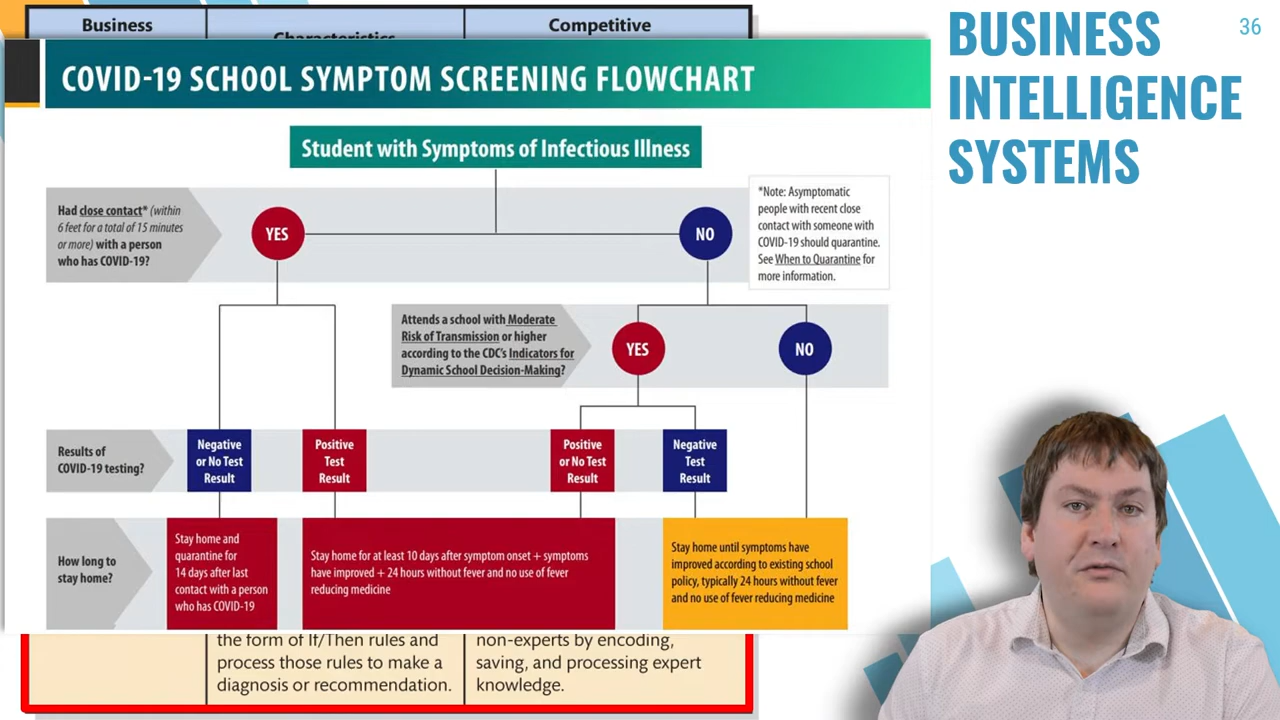 Business
Characteristics
Competitive
BUSINESS
INTELLIGENCE
SYSTEMS
36
COVID-19 SCHOOL SYMPTOM SCREENING FLOWCHART
Student with Symptoms of Infectious Illness
Had close contact* (within
6 feet for a total of 15 minutes
or more) with a person
who has COVID-19?
YES
NO
*Note: Asymptomatic
people with recent close
contact with someone with
COVID-19 should quarantine.
See When to Quarantine for
more information.
Attends a school with Moderate
Risk of Transmission or higher
according to the CDC's Indicators for
Dynamic School Decision-Making?
YES
NO
Results of
COVID-19 testing?
Negative
or No Test
Result
Positive
Test
Result
Positive
or No Test
Result
Negative
Test
Result
How long to
stay home?
Stay home and
quarantine for
14 days after last
contact with a person
who has COVID-19
Stay home for at least 10 days after symptom onset + symptoms
have improved + 24 hours without fever and no use of fever
reducing medicine
Stay home until symptoms have
improved according to existing school
policy, typically 24 hours without fever
and no use of fever reducing medicine
the form of If/Then rules and
process those rules to make a
diagnosis or recommendation.
non-experts by encoding,
saving, and processing expert
knowledge.